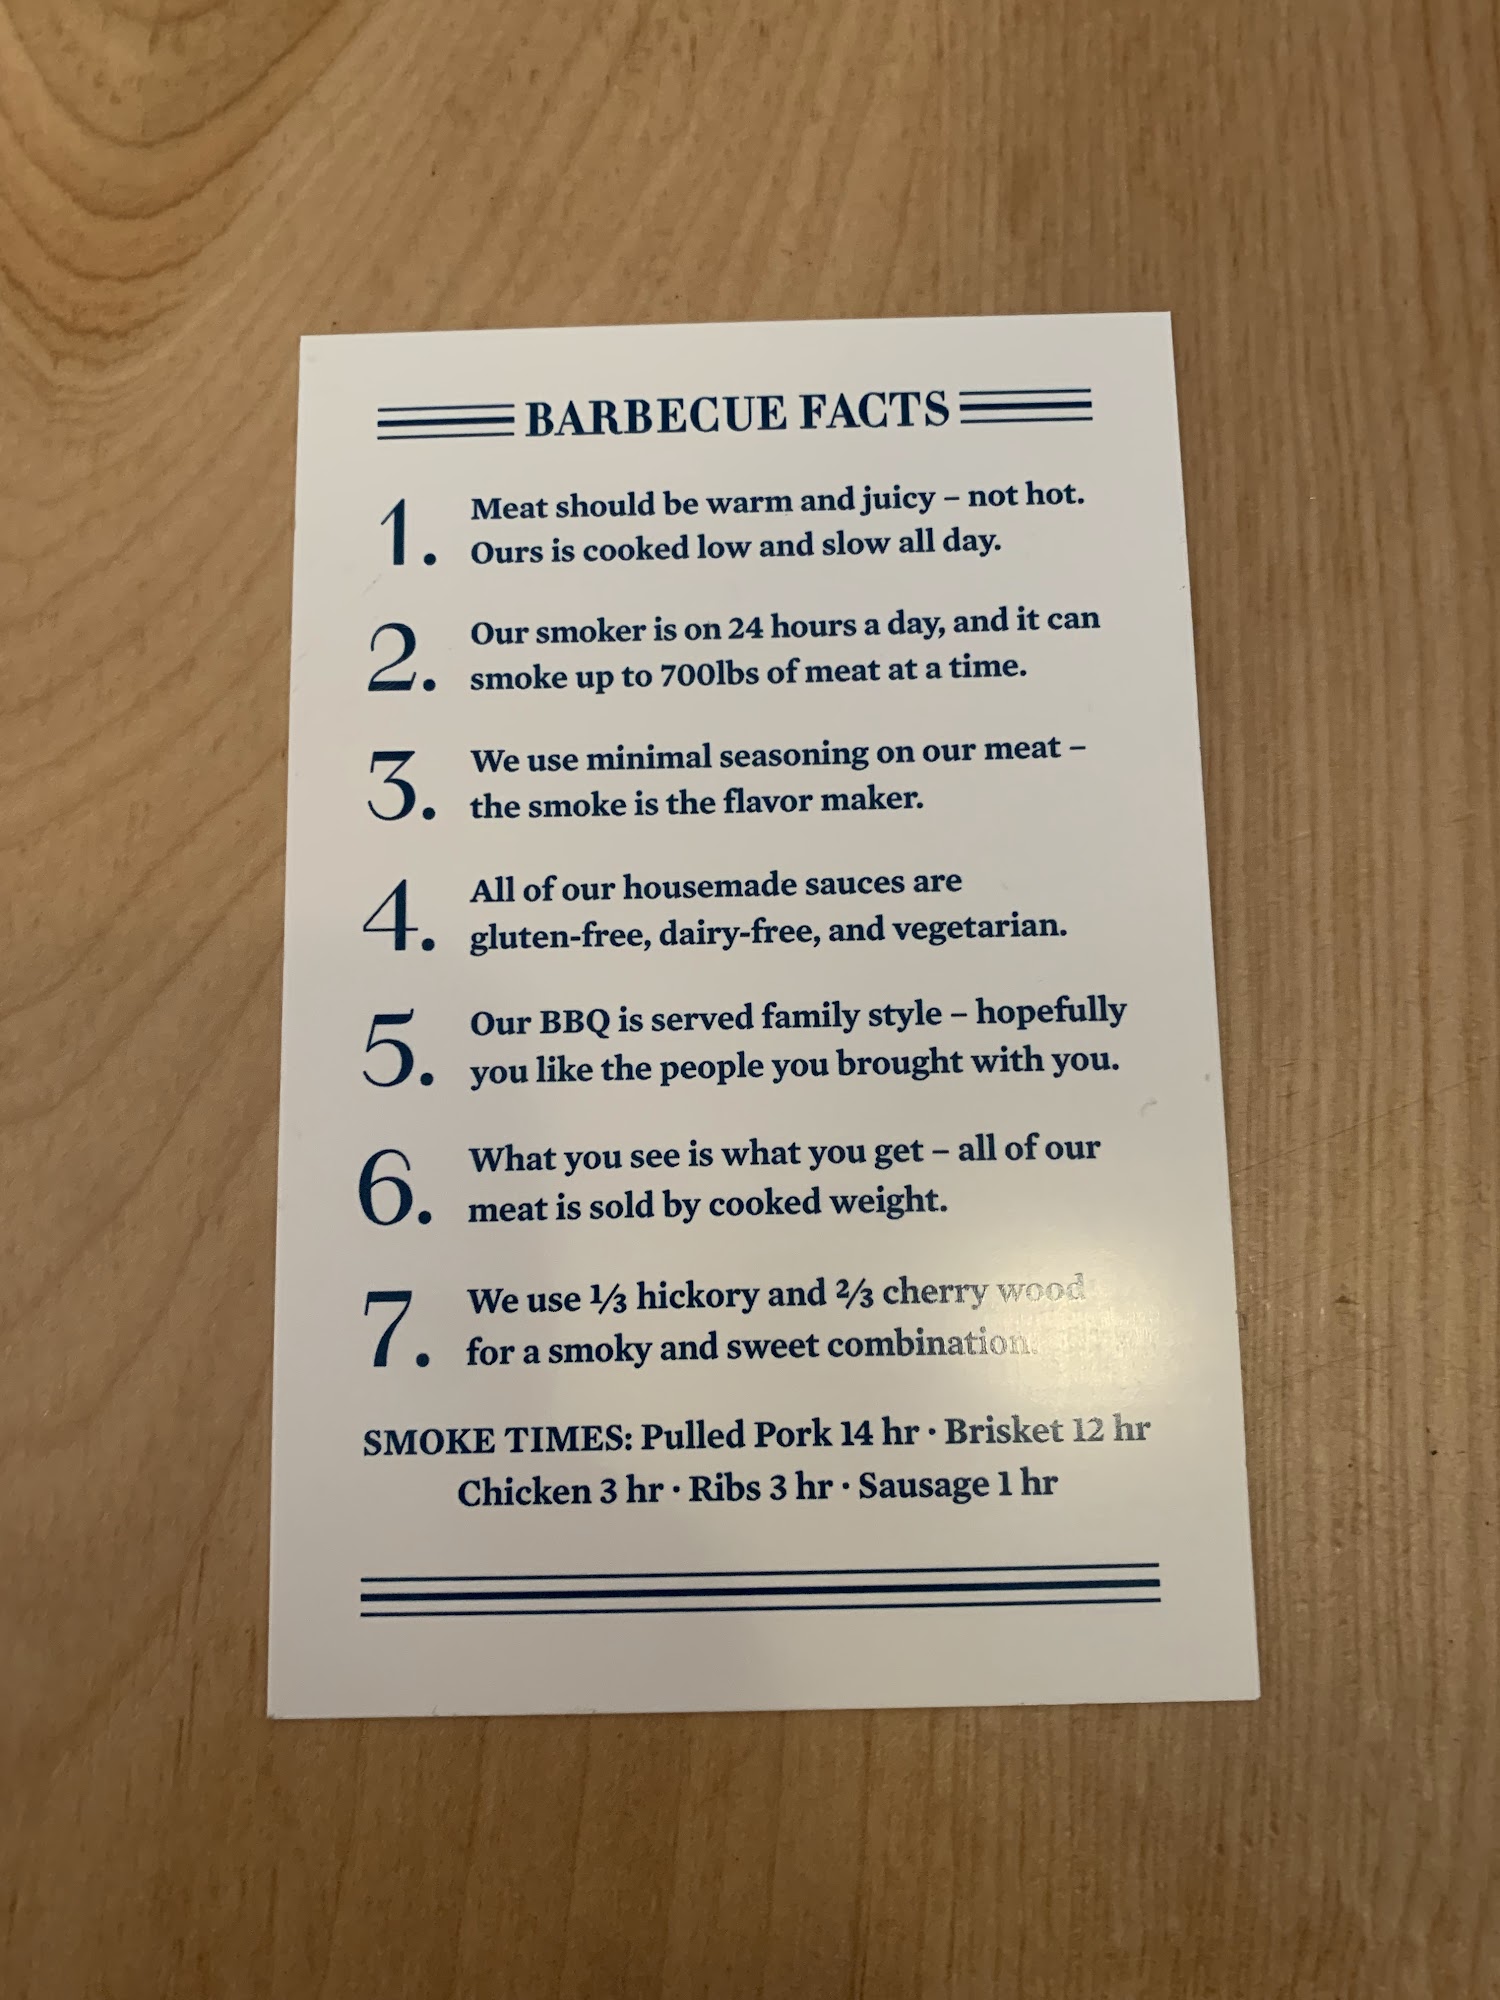 BARBECUE FACTS
1. Meat should be warm and juicy – not hot.
Ours is cooked low and slow all day.
2. Our smoker is on 24 hours a day, and it can
smoke up to 700lbs of meat at a time.
3. We use minimal seasoning on our meat –
the smoke is the flavor maker.
4. All of our housemade sauces are
gluten-free, dairy-free, and vegetarian.
5. Our BBQ is served family style – hopefully
you like the people you brought with you.
6. What you see is what you get – all of our
meat is sold by cooked weight.
7. We use ⅓ hickory and ⅔ cherry wood
for a smoky and sweet combination.
SMOKE TIMES: Pulled Pork 14 hr · Brisket 12 hr
Chicken 3 hr · Ribs 3 hr · Sausage 1 hr